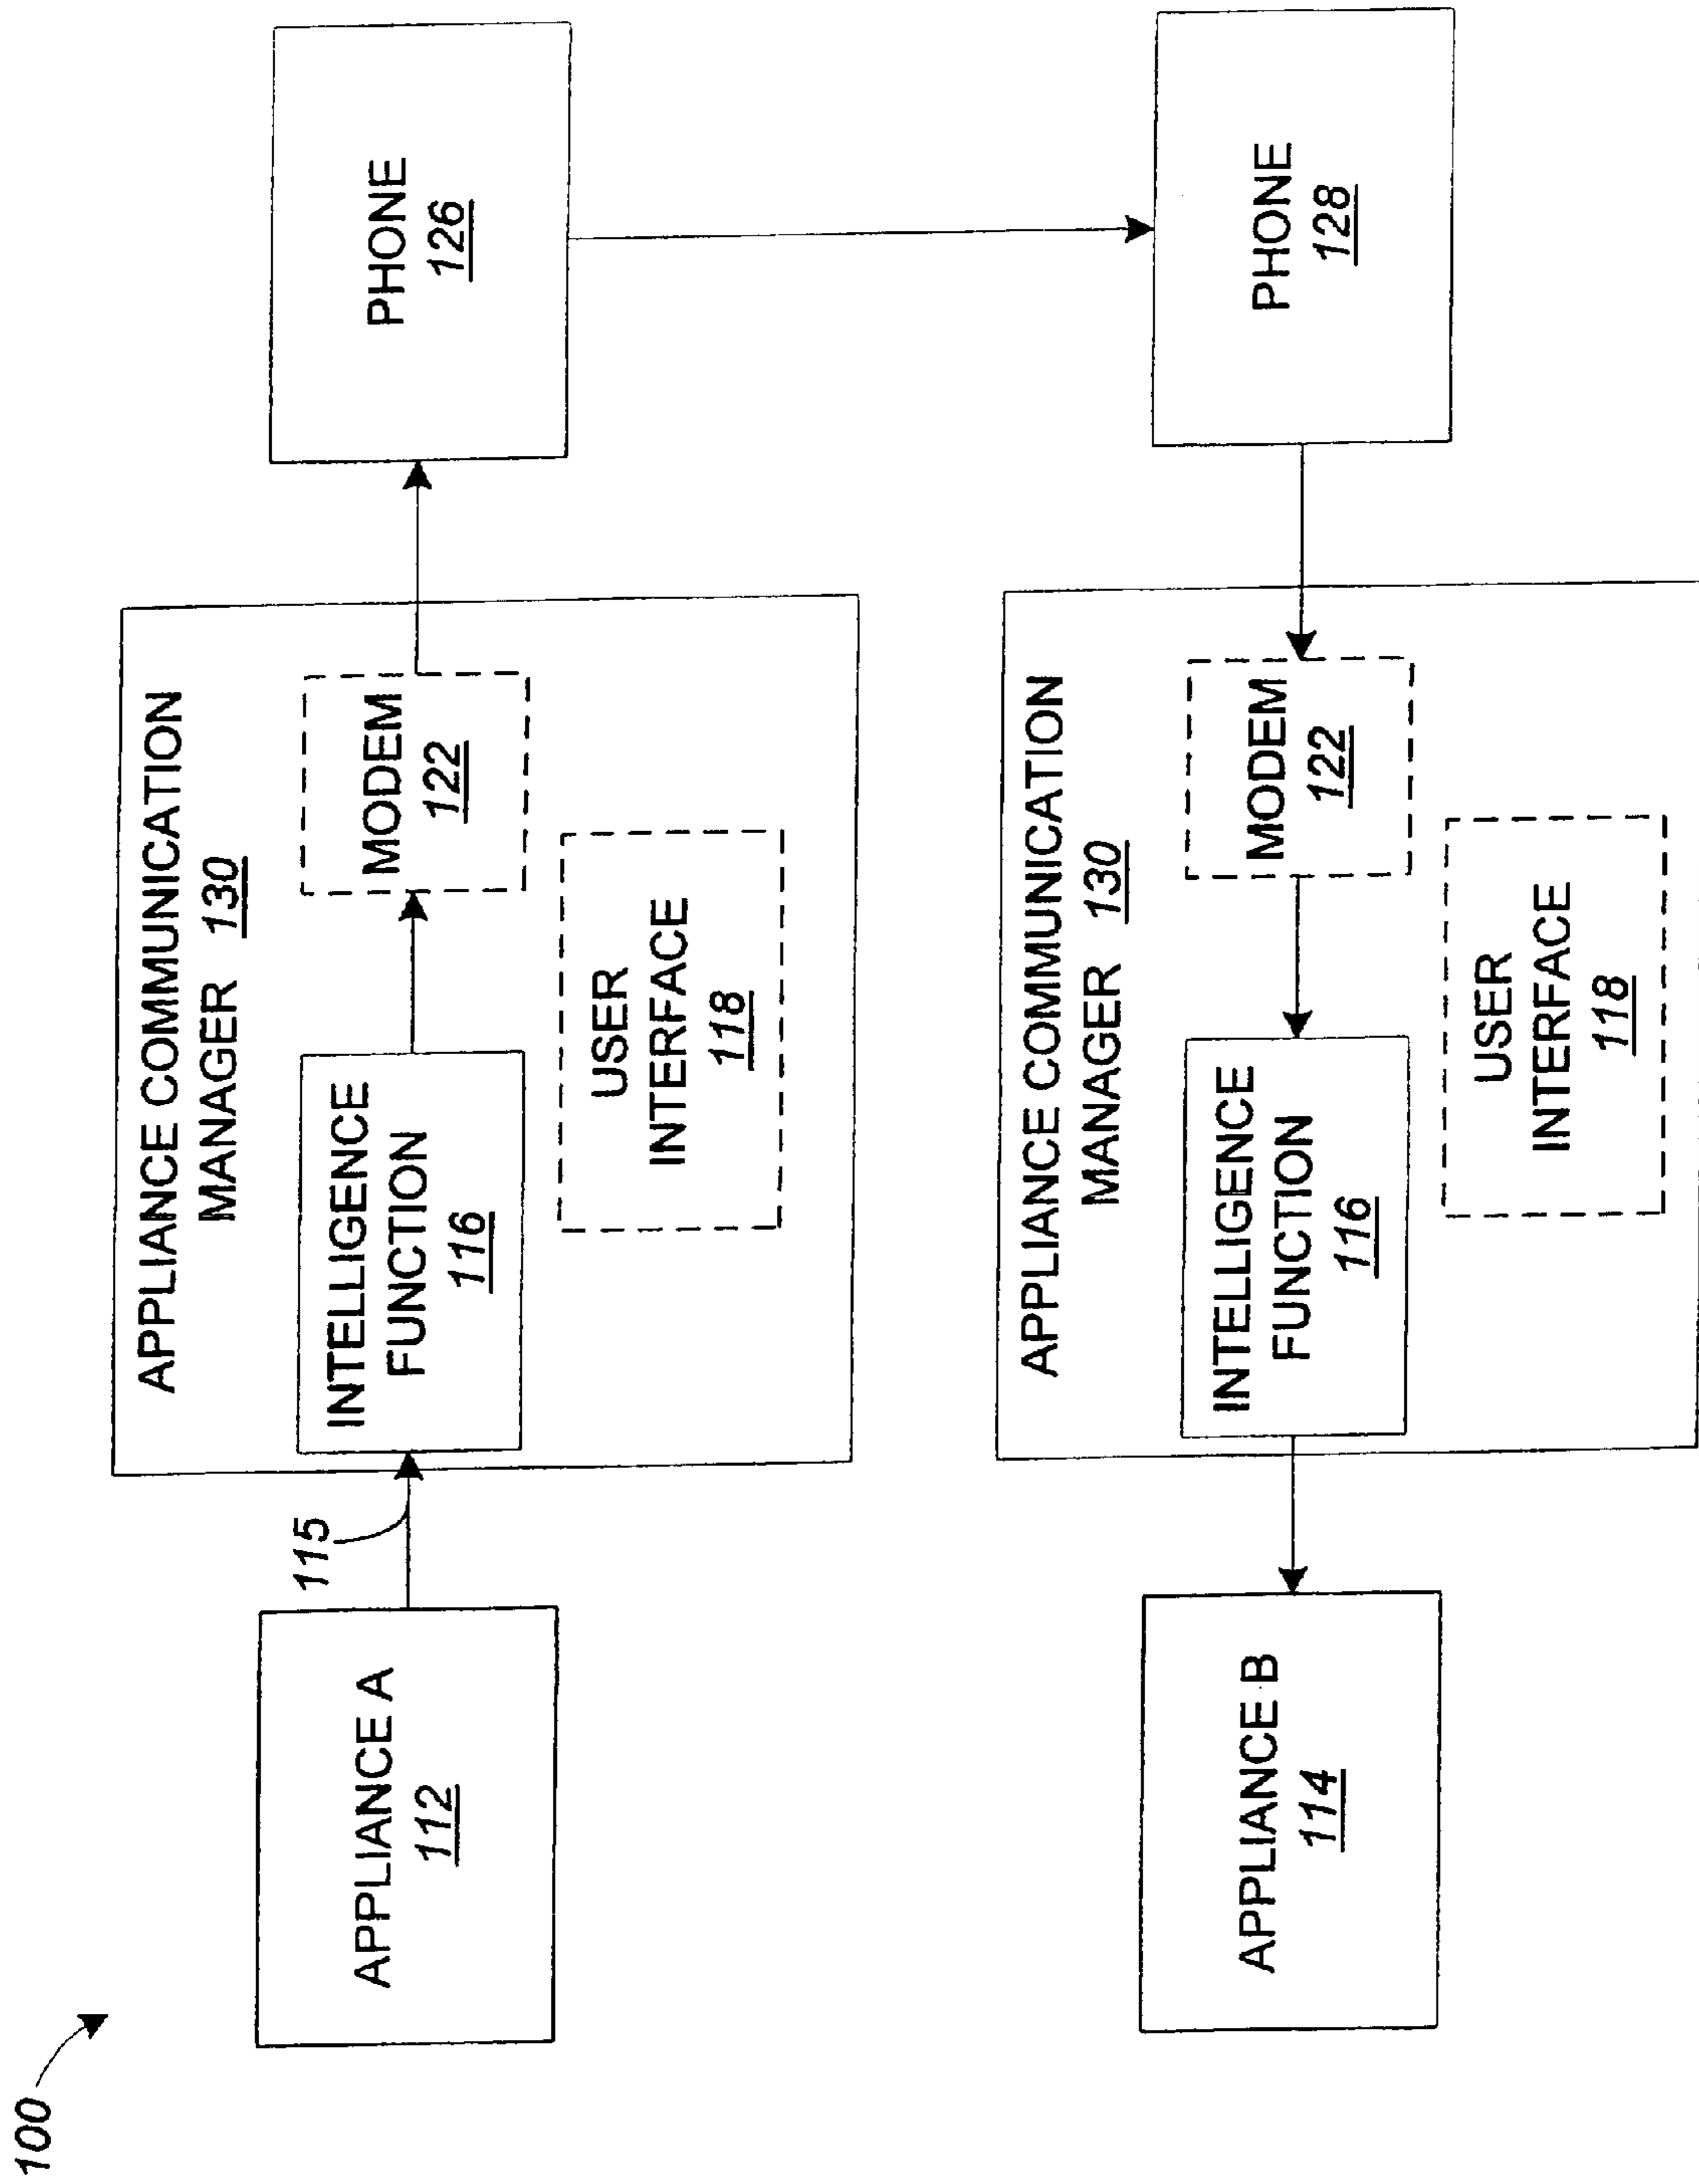 100
APPLIANCE A
112
115
APPLIANCE COMMUNICATION
MANAGER 130
INTELLIGENCE
FUNCTION
116
MODEM
122
USER
INTERFACE
118
PHONE
126
APPLIANCE B
114
APPLIANCE COMMUNICATION
MANAGER 130
INTELLIGENCE
FUNCTION
116
MODEM
122
USER
INTERFACE
118
PHONE
128